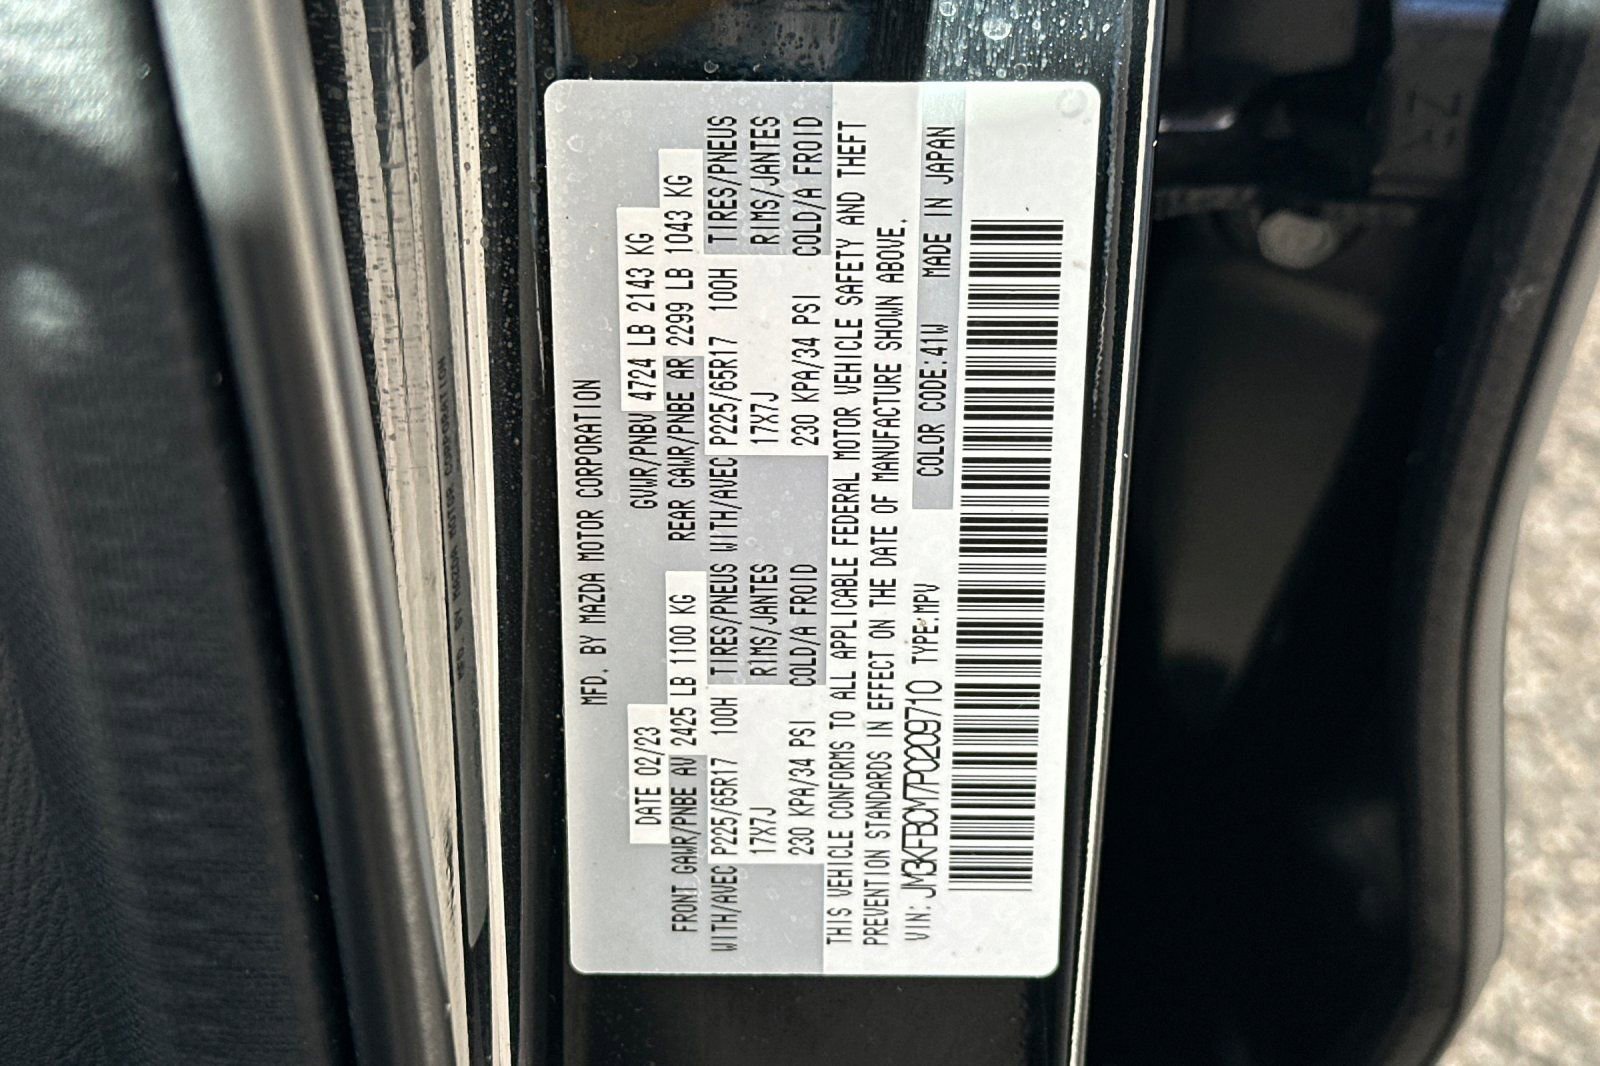 MFD. BY MAZDA MOTOR CORPORATION
DATE 02/23 GVWR/PNBV 4724 LB 2143 KG
FRONT GAWR/PNBE AV 2425 LB 1100 KG REAR GAWR/PNBE AR 2299 LB 1043 KG
WITH/AVEC P225/65R17 100H TIRES/PNEUS WITH/AVEC P225/65R17 100H TIRES/PNEUS
17X7J RIMS/JANTES 17X7J RIMS/JANTES
230 KPA/34 PSI COLD/A FROID 230 KPA/34 PSI COLD/A FROID
THIS VEHICLE CONFORMS TO ALL APPLICABLE FEDERAL MOTOR VEHICLE SAFETY AND THEFT
PREVENTION STANDARDS IN EFFECT ON THE DATE OF MANUFACTURE SHOWN ABOVE.
VIN: JM3KFBCM7P0209710 TYPE:MPV COLOR CODE:41W MADE IN JAPAN
MFD. BY MAZDA MOTOR CORPORATION